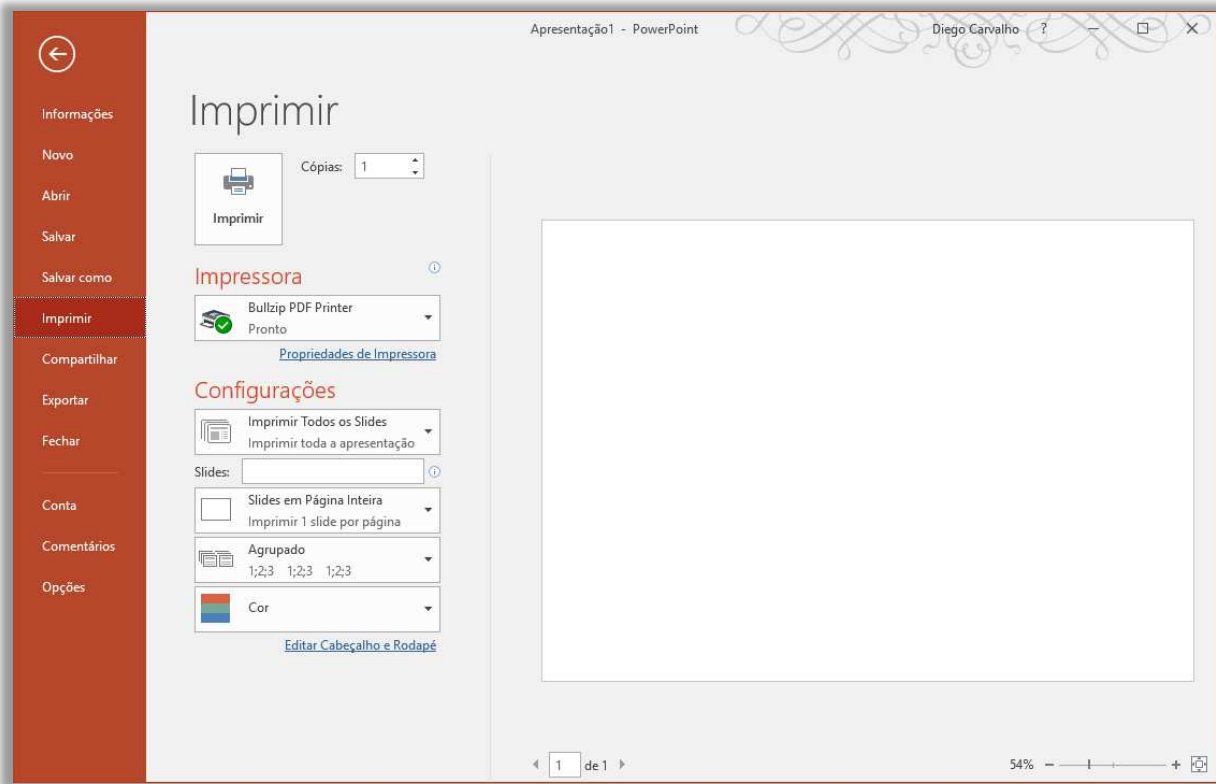 Apresentação1 - PowerPoint
Diego Carvalho
?
Informações
Novo
Abrir
Salvar
Salvar como
Imprimir
Compartilhar
Exportar
Fechar
Conta
Comentários
Opções
Imprimir
Cópias: 1
Imprimir
Impressora
Bullzip PDF Printer
Pronto
Propriedades de Impressora
Configurações
Imprimir Todos os Slides
Imprimir toda a apresentação
Slides:
Slides em Página Inteira
Imprimir 1 slide por página
Agrupado
1;2;3 1;2;3 1;2;3
Cor
Editar Cabeçalho e Rodapé
1 de 1
54%